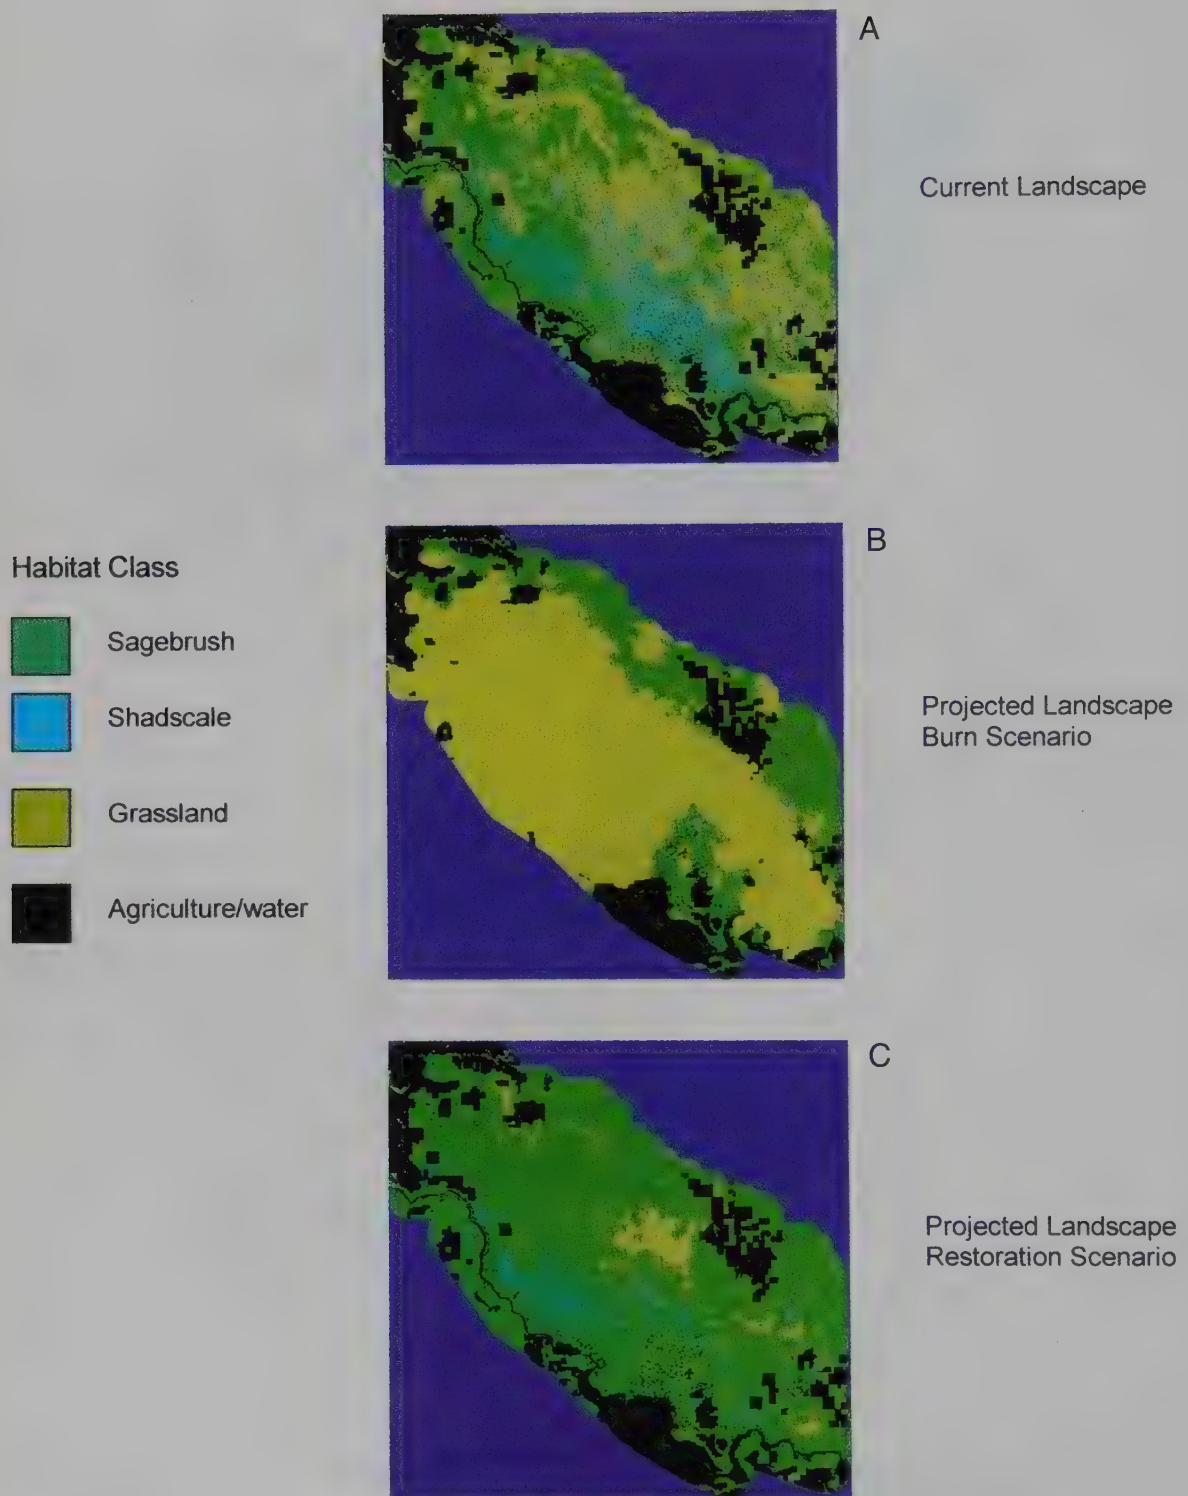 A
Current Landscape
B
Habitat Class
Sagebrush
Shadscale
Grassland
Agriculture/water
Projected Landscape
Burn Scenario
C
Projected Landscape
Restoration Scenario